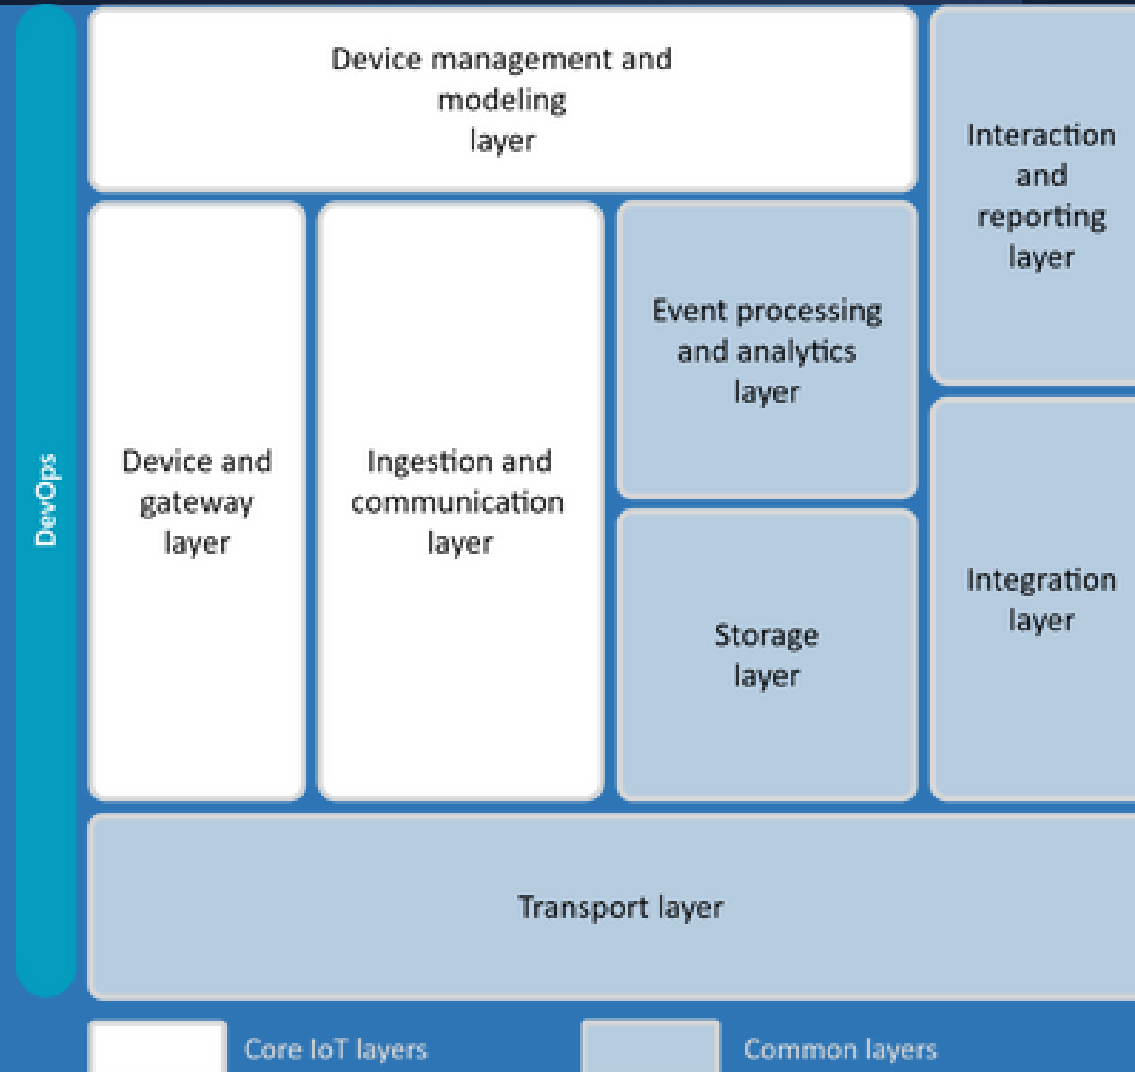 DevOps
Device management and
modeling
layer
Interaction
and
reporting
layer
Device and
gateway
layer
Ingestion and
communication
layer
Event processing
and analytics
layer
Storage
layer
Integration
layer
Transport layer
Core IoT layers
Common layers